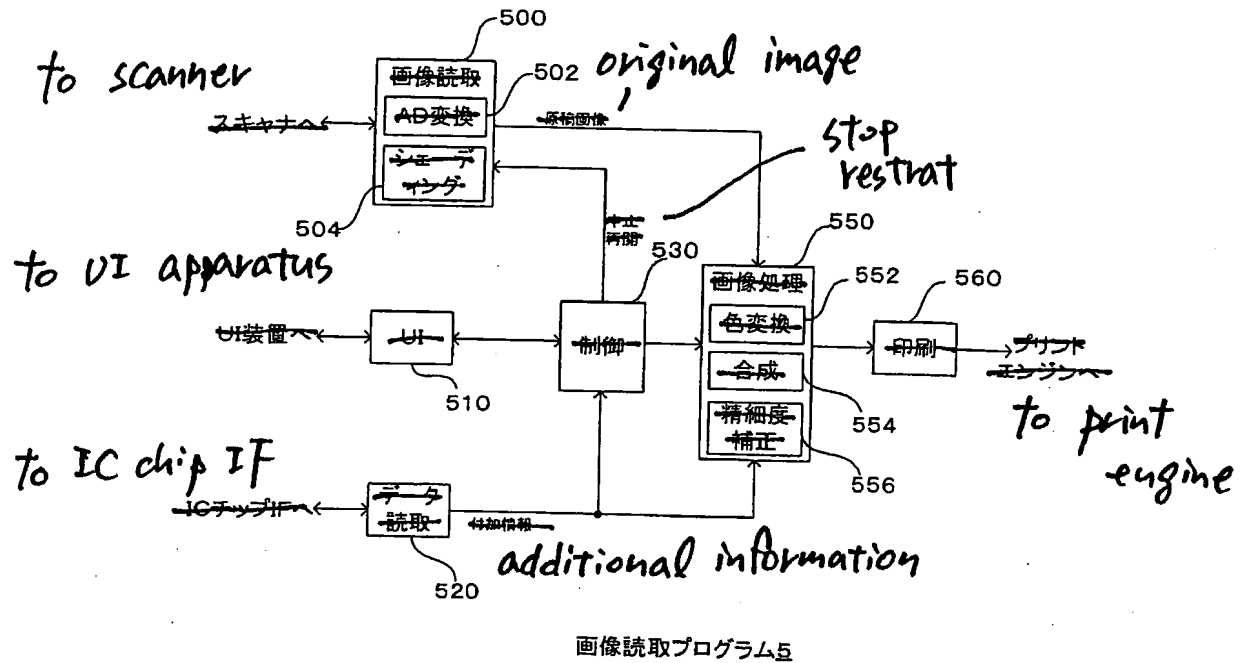 500
to scanner
画像読取
502
original image
AD変換
スキャナへ
原稿画像
stop
restrat
シェーデ
ィング
504
中止
再開
530
550
to UI apparatus
画像処理
552
560
色変換
UI装置へ
UI
制御
印刷
プリント
エンジンへ
合成
510
554
to print
engine
精細度
補正
to IC chip IF
556
ICチップIFへ
データ
読取
付加情報
additional information
520
画像読取プログラム5